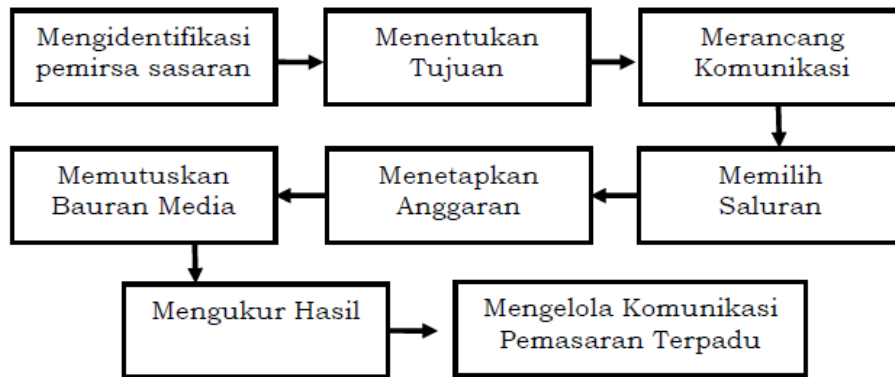 Mengidentifikasi
pemirsa sasaran
Menentukan
Tujuan
Merancang
Komunikasi
Memilih
Saluran
Menetapkan
Anggaran
Memutuskan
Bauran Media
Mengukur Hasil
Mengelola Komunikasi
Pemasaran Terpadu